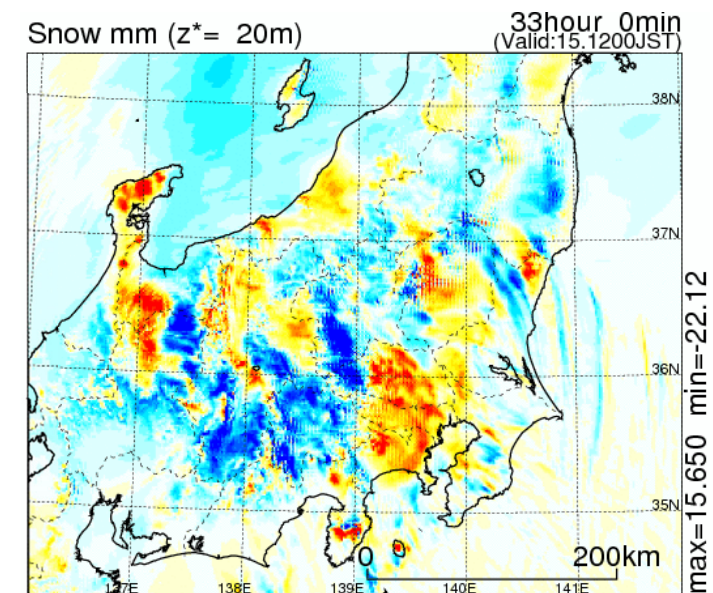 Snow mm (z*= 20m)
33hour 0min
(Valid:15.1200JST)
38N
37N
36N
35N
0 200km
137E 138E 139E 140E 141E
max=15.650 min=-22.12